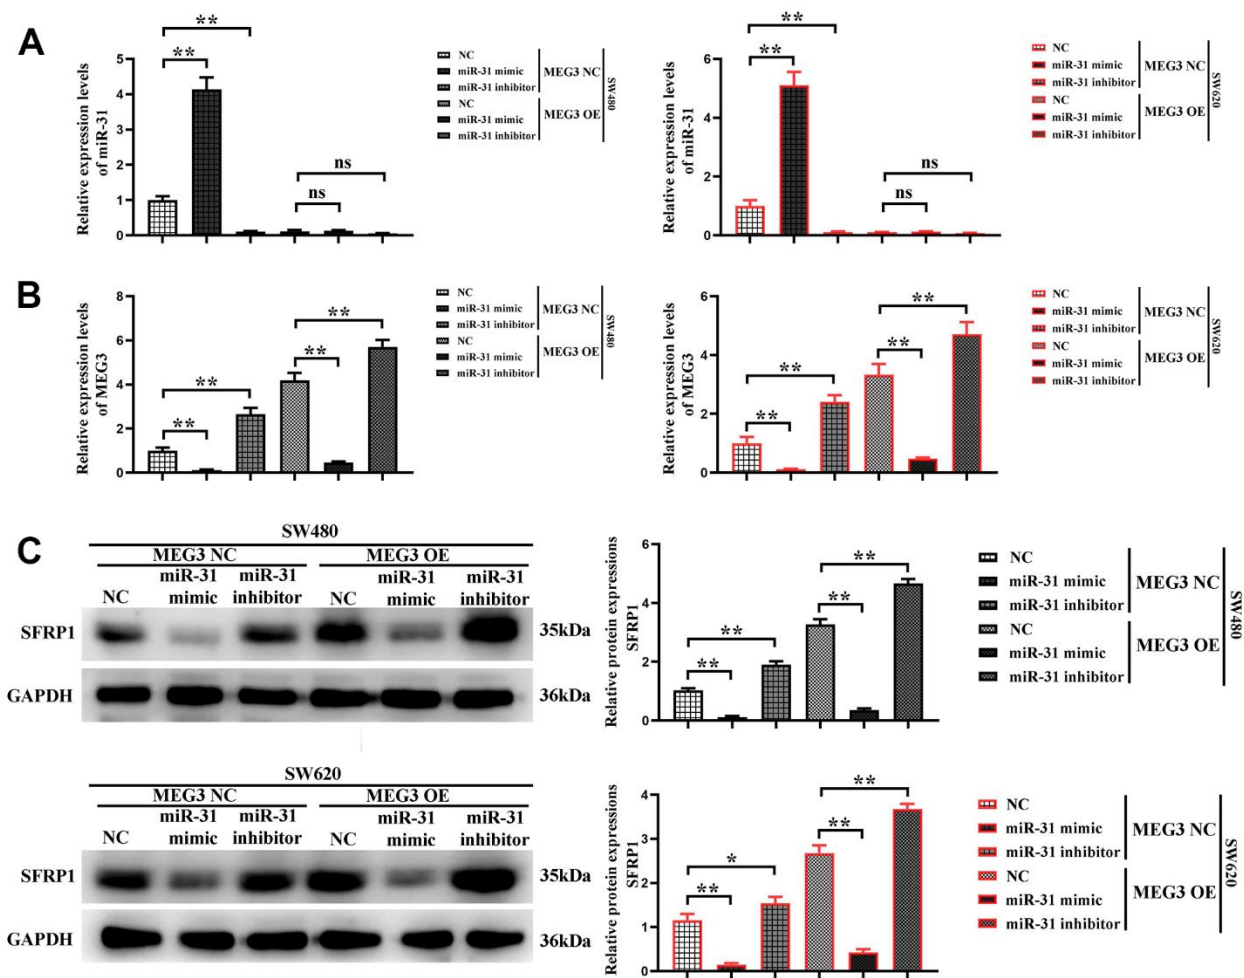 A
Relative expression levels
of miR-31
5
4
3
2
1
0
**
**
ns
ns
NC
miR-31 mimic
miR-31 inhibitor
NC
miR-31 mimic
miR-31 inhibitor
MEG3 NC
MEG3 OE
SW480
Relative expression levels
of miR-31
6
4
2
0
**
**
ns
ns
NC
miR-31 mimic
miR-31 inhibitor
NC
miR-31 mimic
miR-31 inhibitor
MEG3 NC
MEG3 OE
SW620
B
Relative expression levels
of MEG3
8
6
4
2
0
**
**
**
**
NC
miR-31 mimic
miR-31 inhibitor
NC
miR-31 mimic
miR-31 inhibitor
MEG3 NC
MEG3 OE
SW480
Relative expression levels
of MEG3
6
4
2
0
**
**
**
**
NC
miR-31 mimic
miR-31 inhibitor
NC
miR-31 mimic
miR-31 inhibitor
MEG3 NC
MEG3 OE
SW620
C
SW480
MEG3 NC MEG3 OE
NC miR-31 mimic miR-31 inhibitor NC miR-31 mimic miR-31 inhibitor
SFRP1 35kDa
GAPDH 36kDa
Relative protein expressions
SFRP1
6
4
2
0
**
**
**
**
NC
miR-31 mimic
miR-31 inhibitor
NC
miR-31 mimic
miR-31 inhibitor
MEG3 NC
MEG3 OE
SW480
SW620
MEG3 NC MEG3 OE
NC miR-31 mimic miR-31 inhibitor NC miR-31 mimic miR-31 inhibitor
SFRP1 35kDa
GAPDH 36kDa
Relative protein expressions
SFRP1
4
3
2
1
0
**
*
**
**
NC
miR-31 mimic
miR-31 inhibitor
NC
miR-31 mimic
miR-31 inhibitor
MEG3 NC
MEG3 OE
SW620